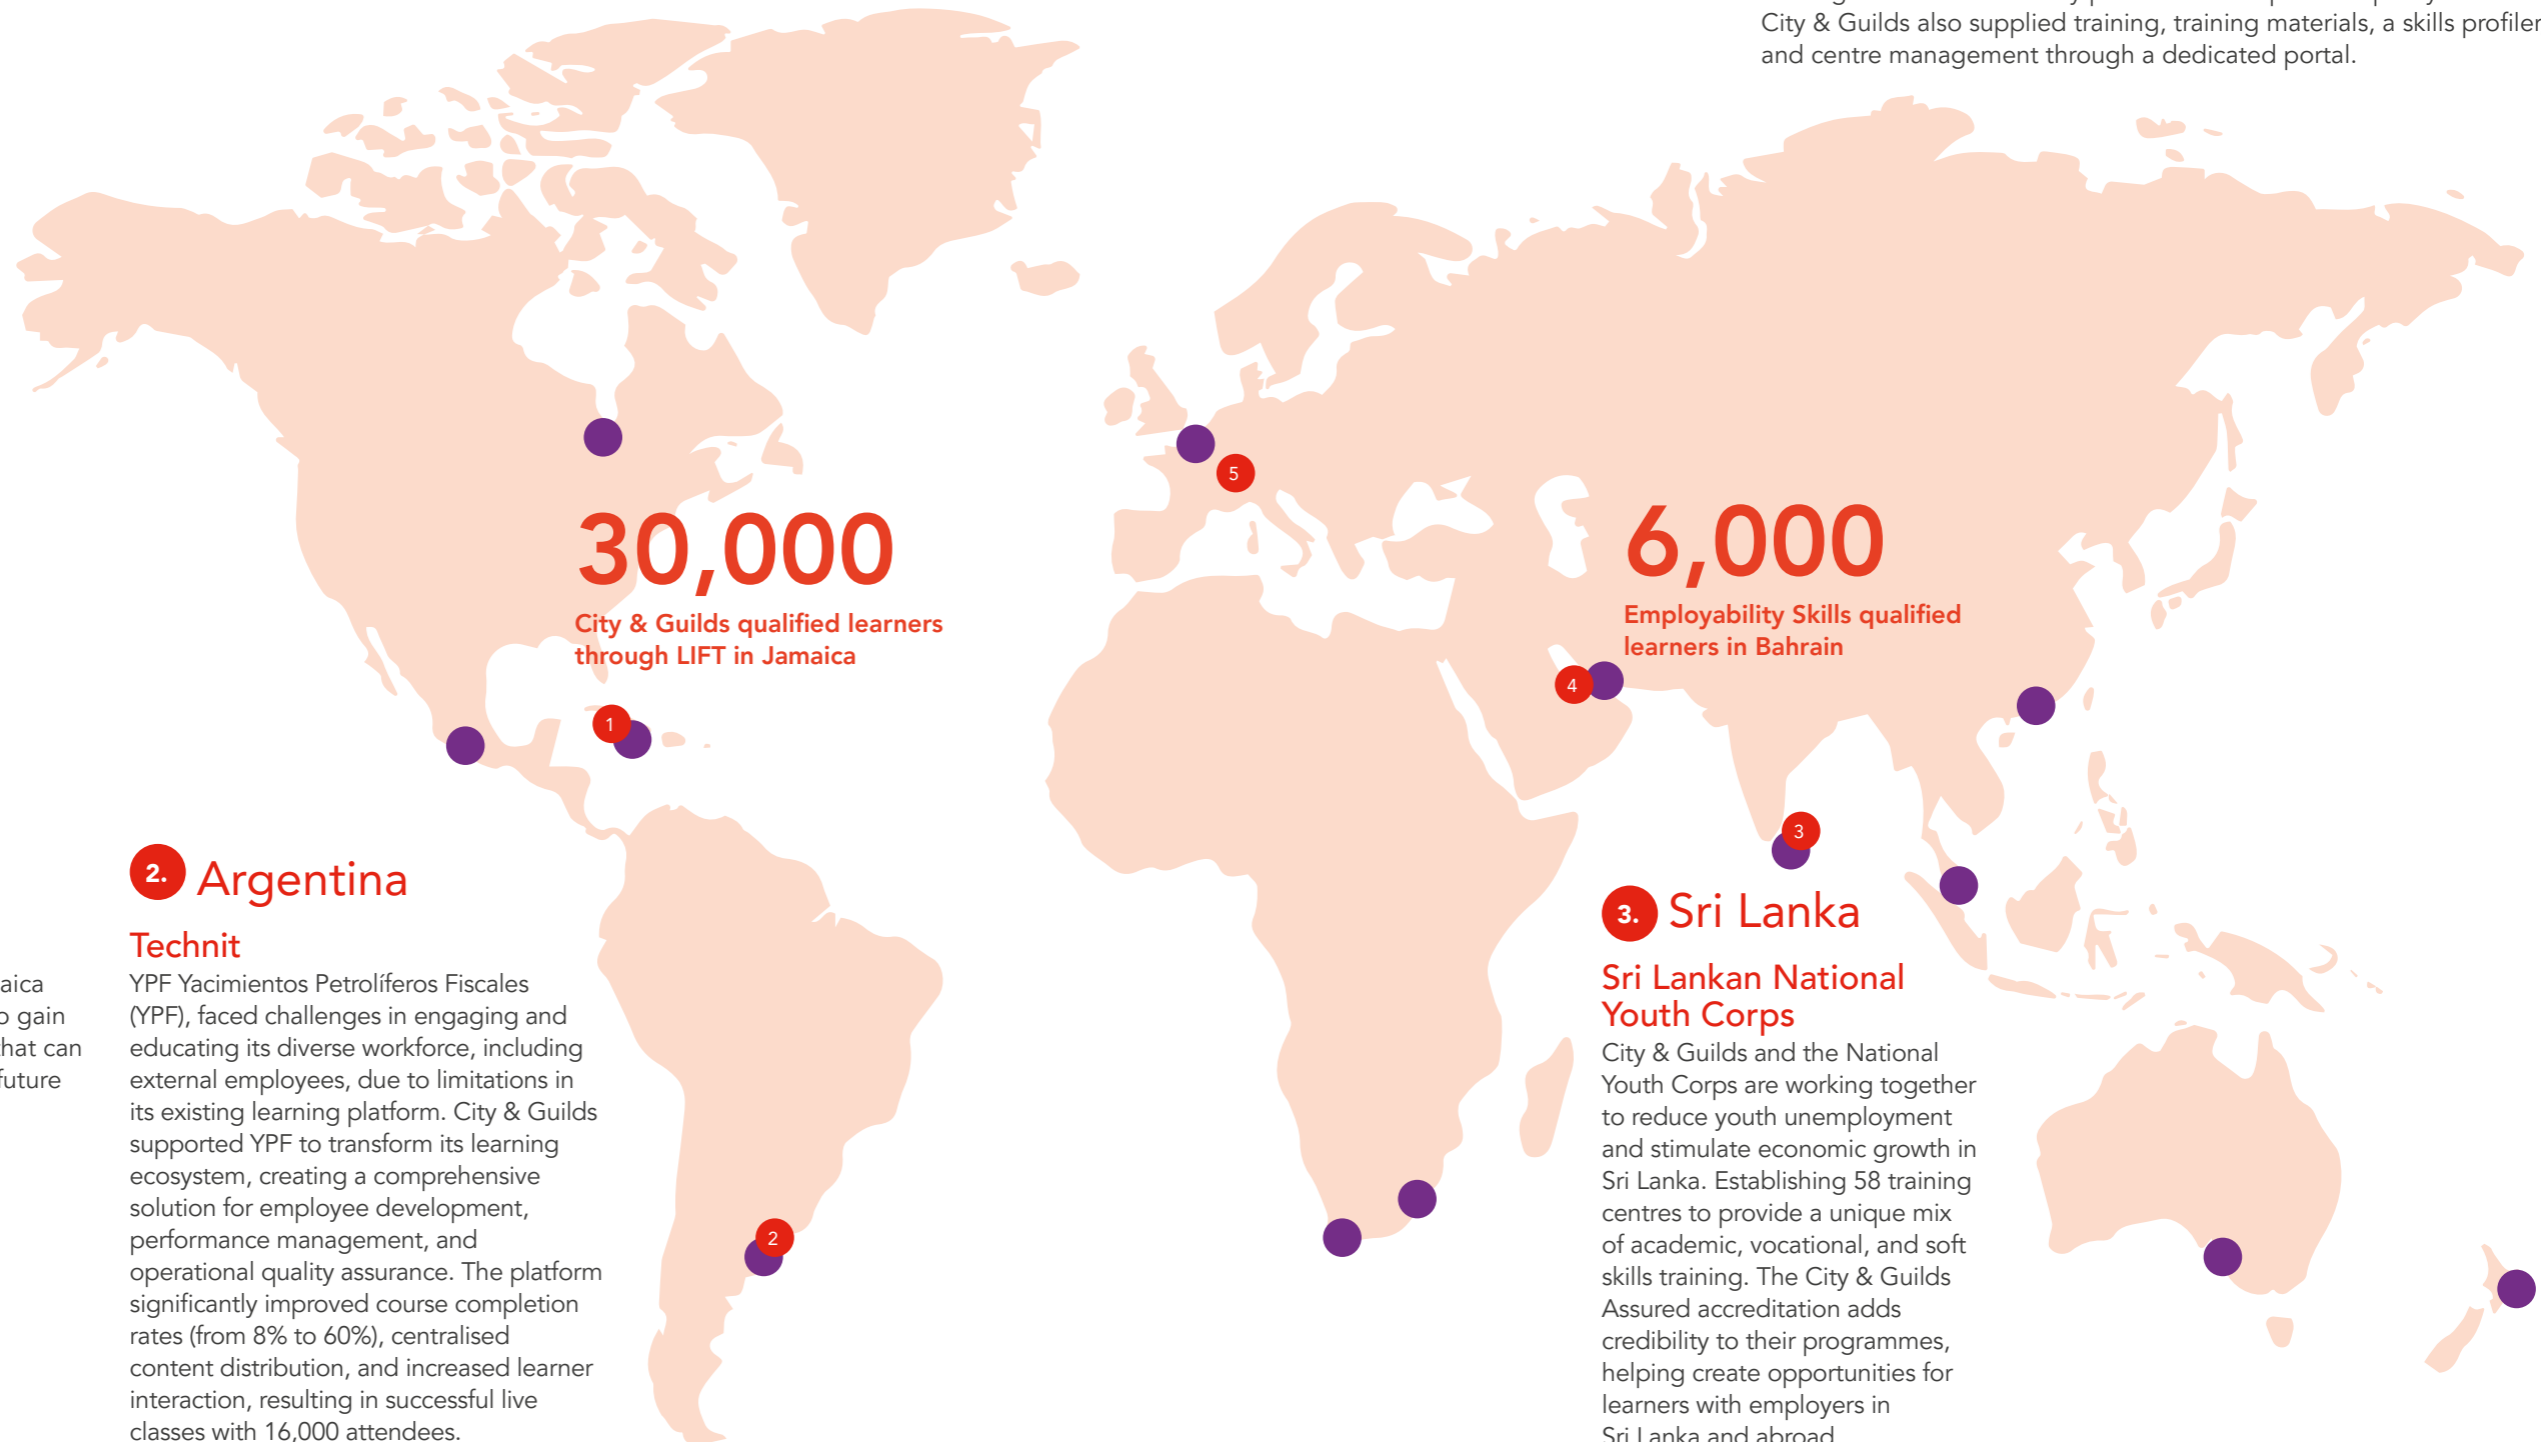 City & Guilds also supplied training, training materials, a skills profiler
and centre management through a dedicated portal.
5
30,000
City & Guilds qualified learners
through LIFT in Jamaica
6,000
Employability Skills qualified
learners in Bahrain
4
1
3
2
aica
o gain
that can
future
2. Argentina
Technit
YPF Yacimientos Petrolíferos Fiscales
(YPF), faced challenges in engaging and
educating its diverse workforce, including
external employees, due to limitations in
its existing learning platform. City & Guilds
supported YPF to transform its learning
ecosystem, creating a comprehensive
solution for employee development,
performance management, and
operational quality assurance. The platform
significantly improved course completion
rates (from 8% to 60%), centralised
content distribution, and increased learner
interaction, resulting in successful live
classes with 16,000 attendees.
3. Sri Lanka
Sri Lankan National
Youth Corps
City & Guilds and the National
Youth Corps are working together
to reduce youth unemployment
and stimulate economic growth in
Sri Lanka. Establishing 58 training
centres to provide a unique mix
of academic, vocational, and soft
skills training. The City & Guilds
Assured accreditation adds
credibility to their programmes,
helping create opportunities for
learners with employers in
Sri Lanka and abroad